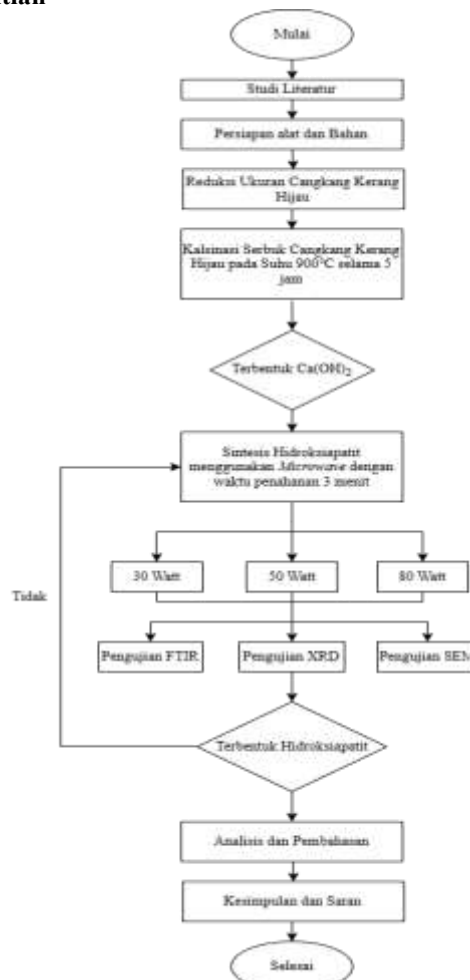 Mulai
Studi Literatur
Persiapan alat dan Bahan
Reduksi Ukuran Cangkang Kerang
Hijau
Kalsinasi Serbuk Cangkang Kerang
Hijau pada Suhu 900°C selama 5
jam
Terbentuk Ca(OH)2
Sintesis Hidroksiapatit
menggunakan Microwave dengan
waktu penahanan 3 menit
30 Watt
50 Watt
80 Watt
Tidak
Pengujian FTIR
Pengujian XRD
Pengujian SEM
Terbentuk Hidroksiapatit
Analisis dan Pembahasan
Kesimpulan dan Saran
Selesai